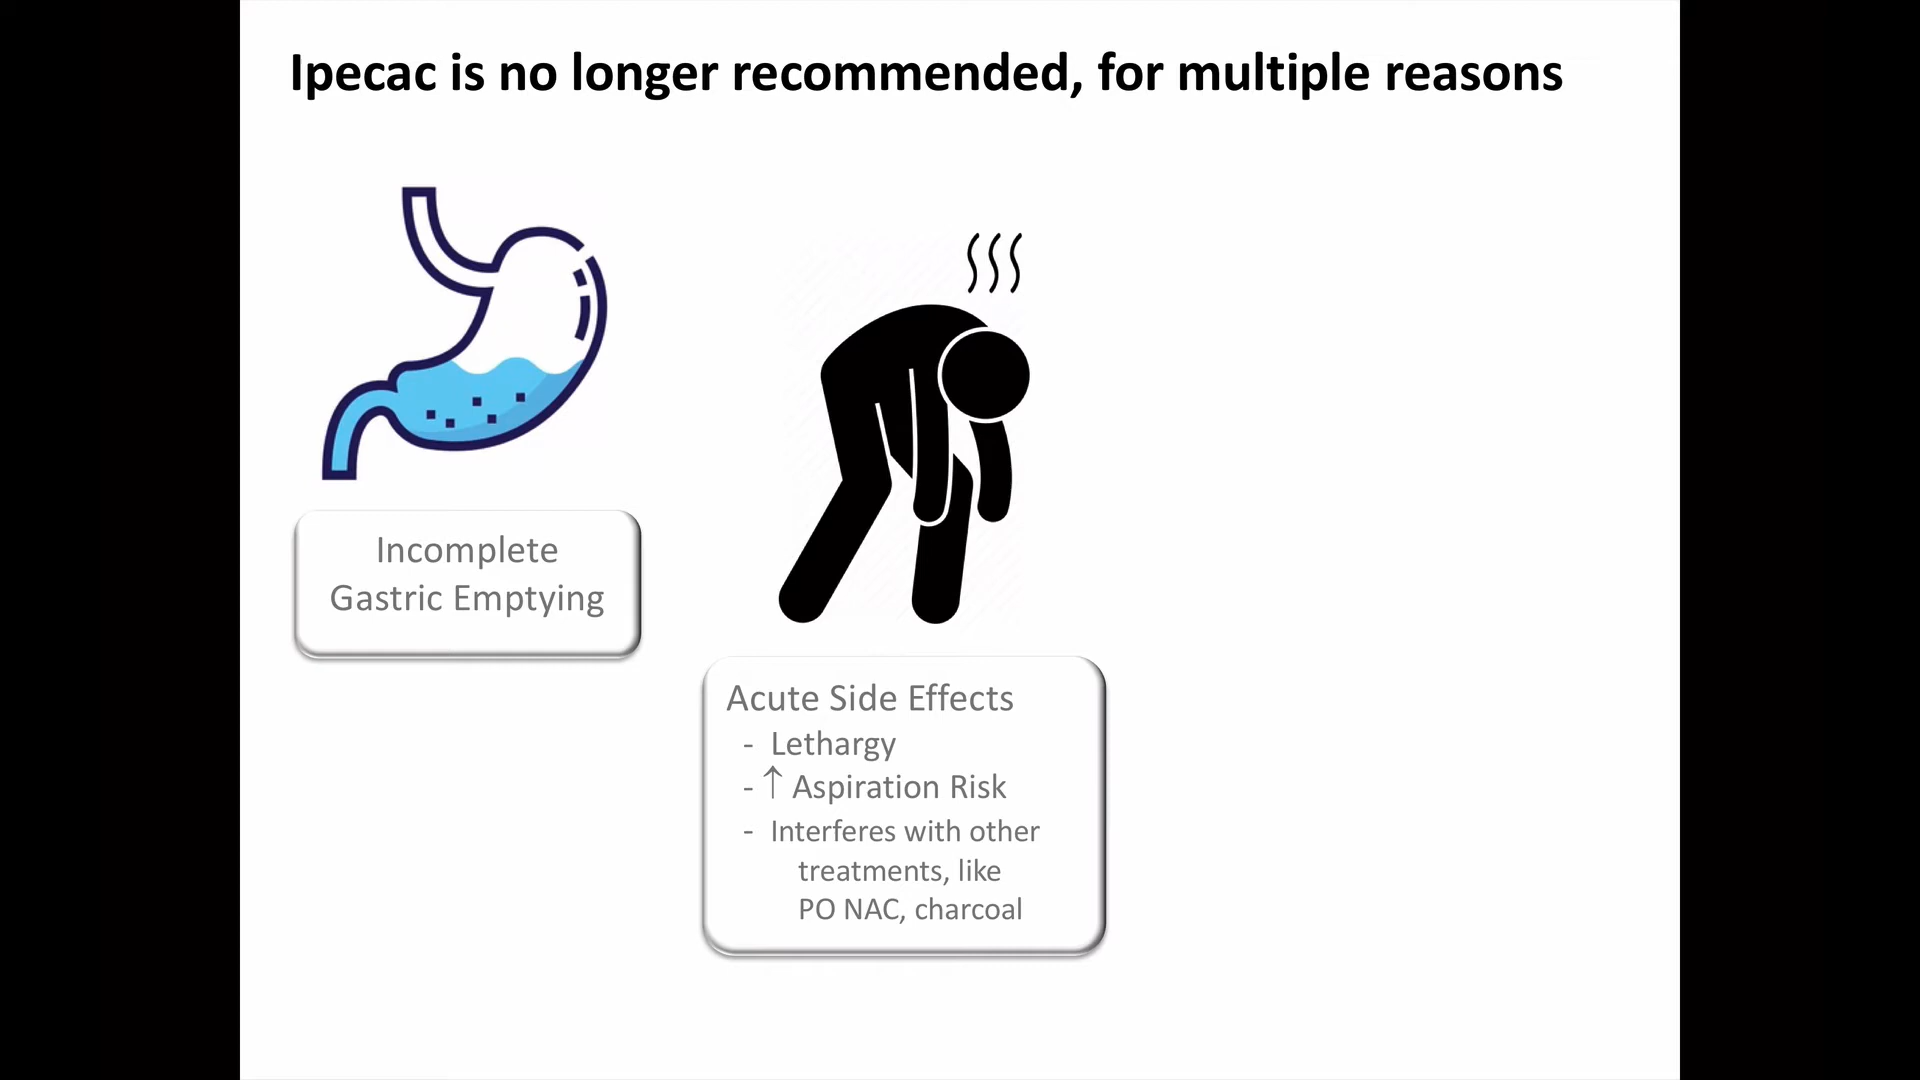 Ipecac is no longer recommended, for multiple reasons
Incomplete
Gastric Emptying
Acute Side Effects
- Lethargy
- ↑ Aspiration Risk
- Interferes with other
treatments, like
PO NAC, charcoal